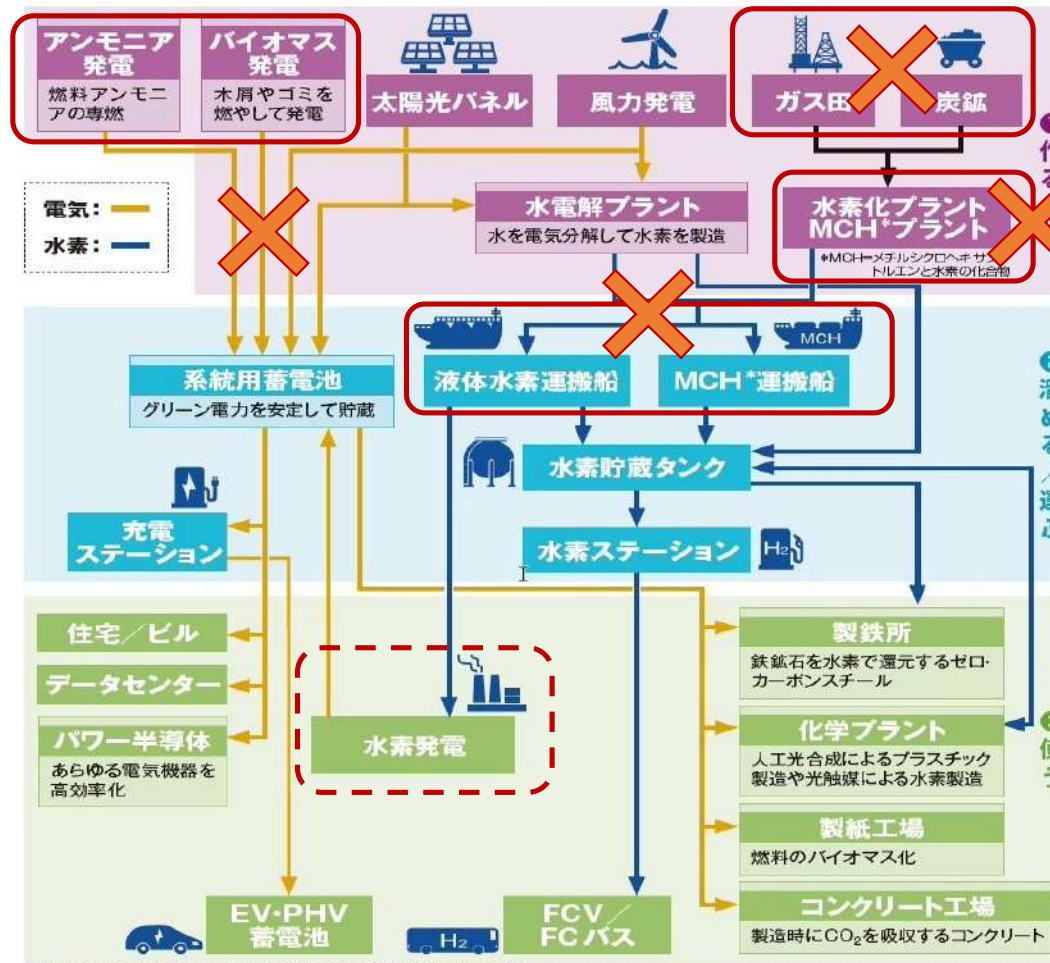 アンモニア
発電
燃料アンモニ
アの専燃
バイオマス
発電
木屑やゴミを
燃やして発電
太陽光パネル
風力発電
ガス田
炭鉱
電気：
水素：
水電解プラント
水を電気分解して水素を製造
水素化プラント
MCH*プラント
*MCH=メチルシクロヘキサン
トルエンと水素の化合物
系統用蓄電池
グリーン電力を安定して貯蔵
液体水素運搬船
MCH
MCH*運搬船
水素貯蔵タンク
充電
ステーション
水素ステーション
H2
住宅／ビル
データセンター
パワー半導体
あらゆる電気機器を
高効率化
水素発電
製鉄所
鉄鉱石を水素で還元するゼロ・
カーボンスチール
化学プラント
人工光合成によるプラスチック
製造や光触媒による水素製造
製紙工場
燃料のバイオマス化
EV・PHV
蓄電池
H2
FCV／
FCバス
コンクリート工場
製造時にCO₂を吸収するコンクリート